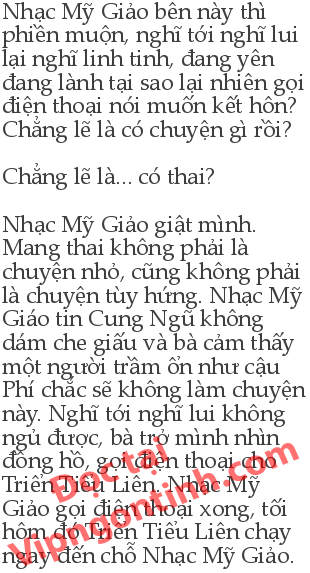 Nhạc Mỹ Giảo bên này thì
phiền muộn, nghĩ tới nghĩ lui
lại nghĩ linh tinh, đang yên
đang lành tại sao lại nhiên gọi
điện thoại nói muốn kết hôn?
Chẳng lẽ là có chuyện gì rồi?

Chẳng lẽ là... có thai?

Nhạc Mỹ Giảo giật mình.
Mang thai không phải là
chuyện nhỏ, cũng không phải
là chuyện tùy hứng. Nhạc Mỹ
Giáo tin Cung Ngũ không
dám che giấu và bà cảm thấy
một người trầm ổn như cậu
Phí chắc sẽ không làm chuyện
này. Nghĩ tới nghĩ lui không
ngủ được, bà trở mình nhìn
đồng hồ, gọi điện thoại cho
Triển Tiểu Liên. Nhạc Mỹ
Giảo gọi điện thoại xong, tối
hôm đó Triển Tiểu Liên chạy
ngay đến chỗ Nhạc Mỹ Giảo.
Đọc tại
Vipngontinh.com